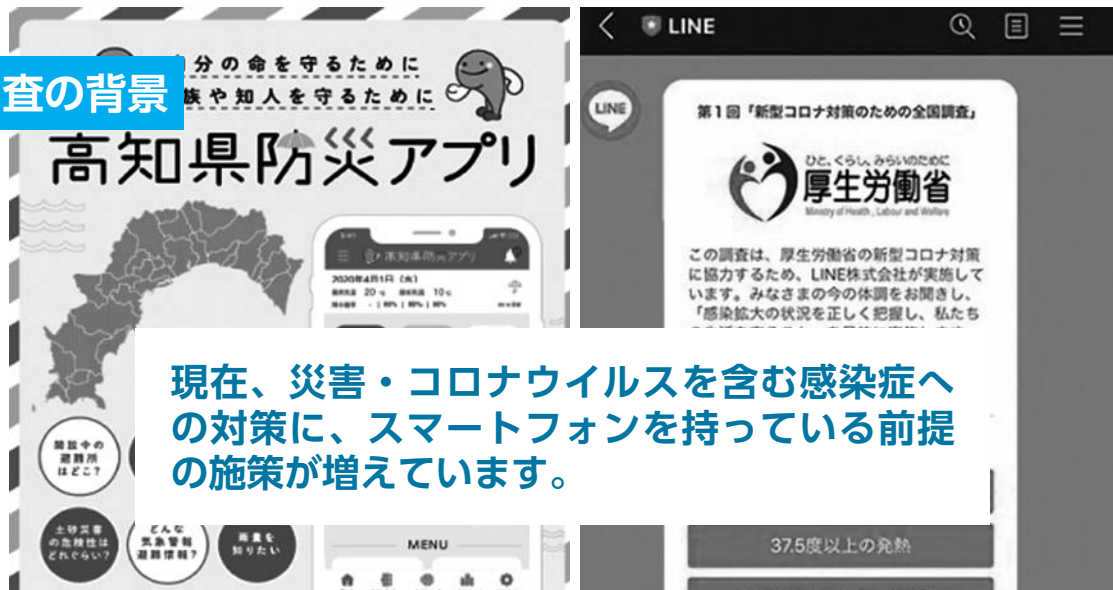 自分の命を守るために
族や知人を守るために
査の背景
高知県防災アプリ
高知県防災アプリ
2020年4月1日（水）
20
10
開設中の
避難所
はどこ？
土砂災害
の危険性は
どれぐらい？
どんな
気象警報
避難情報？
雨量を
知りたい
MENU
現在、災害・コロナウイルスを含む感染症へ
の対策に、スマートフォンを持っている前提
の施策が増えています。
LINE
LINE
第1回「新型コロナ対策のための全国調査」
ひと、くらし、みらいのために
厚生労働省
Ministry of Health, Labour and Welfare
この調査は、厚生労働省の新型コロナ対策
に協力するため、LINE株式会社が実施して
います。みなさまの今の体調をお聞きし、
「感染拡大の状況を正しく把握し、私たち
37.5度以上の発熱